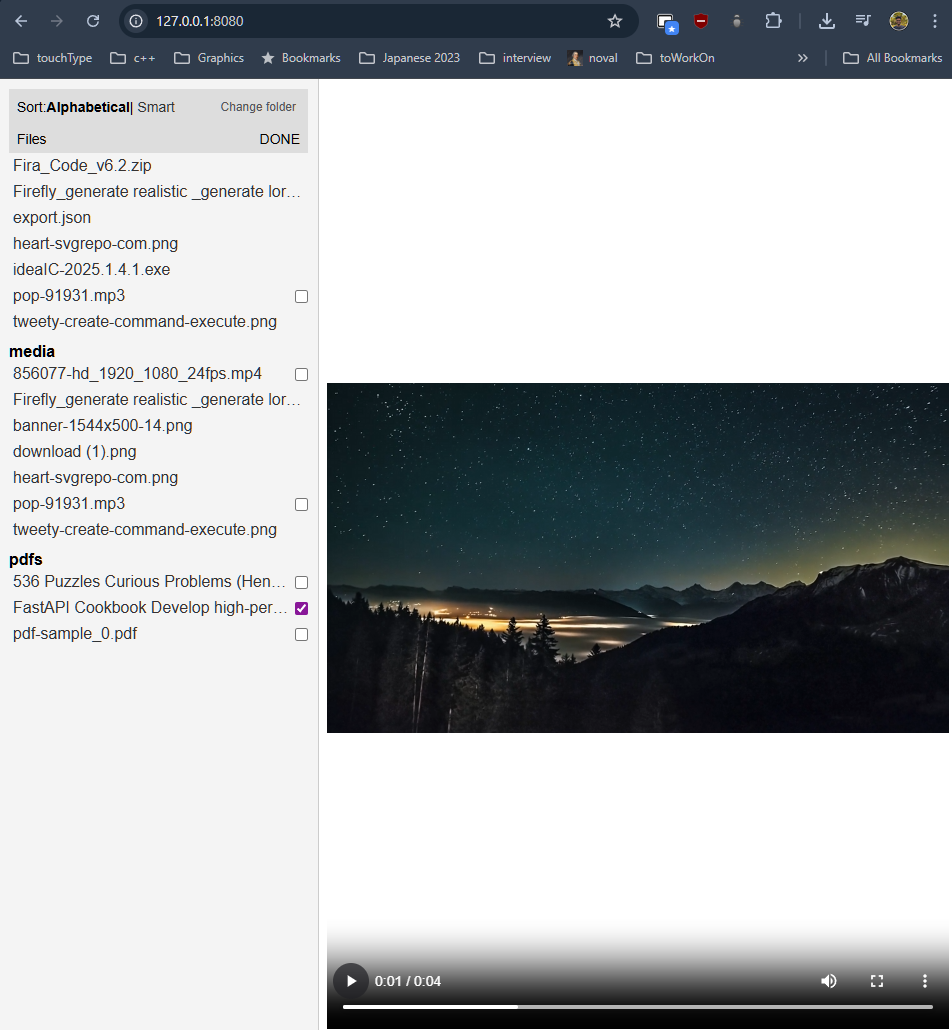 127.0.0.1:8080
touchType c++ Graphics Bookmarks Japanese 2023 interview noval toWorkOn » All Bookmarks
Sort:Alphabetical| Smart Change folder
Files DONE
Fira_Code_v6.2.zip
Firefly_generate realistic _generate lor…
export.json
heart-svgrepo-com.png
ideaIC-2025.1.4.1.exe
pop-91931.mp3
tweety-create-command-execute.png
media
856077-hd_1920_1080_24fps.mp4
Firefly_generate realistic _generate lor…
banner-1544x500-14.png
download (1).png
heart-svgrepo-com.png
pop-91931.mp3
tweety-create-command-execute.png
pdfs
536 Puzzles Curious Problems (Hen…
FastAPI Cookbook Develop high-per…
pdf-sample_0.pdf
0:01 / 0:04